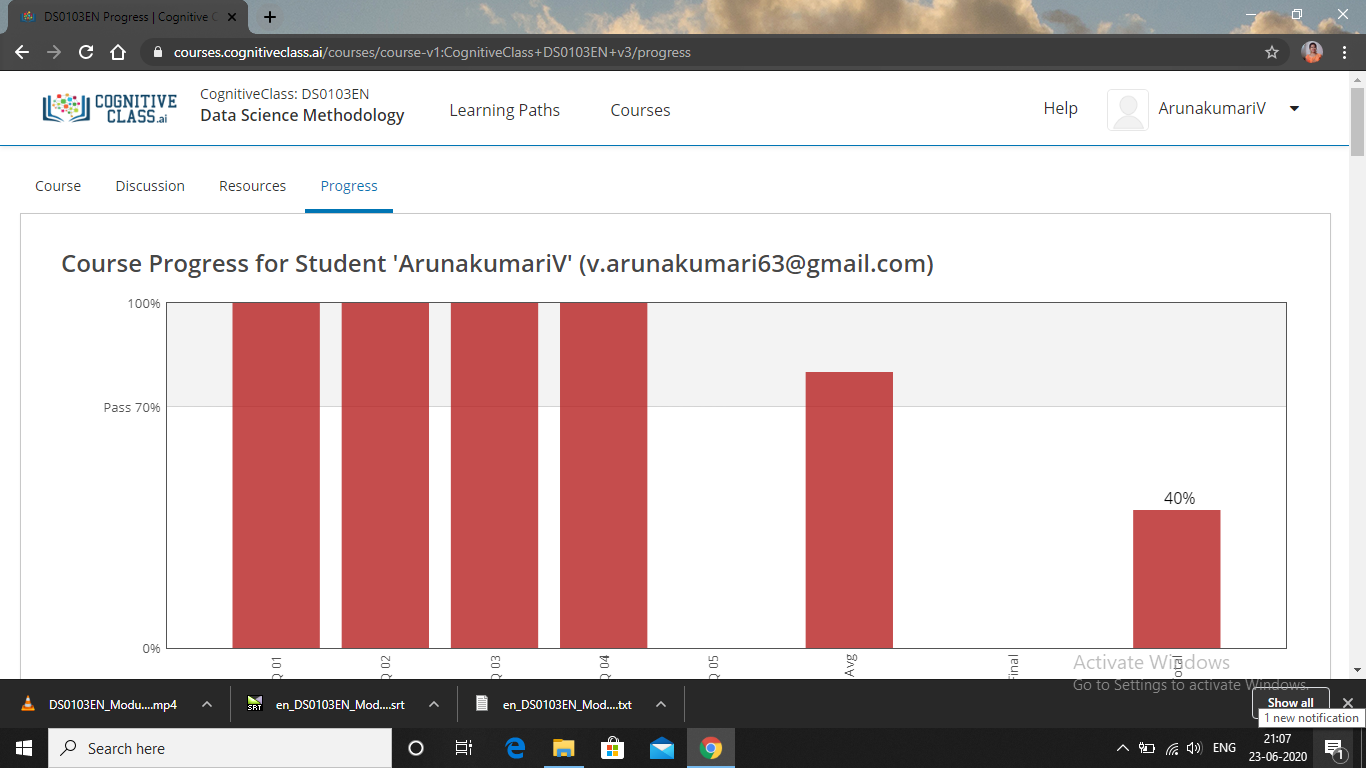 DS0103EN Progress | Cognitive C
courses.cognitiveclass.ai/courses/course-v1:CognitiveClass+DS0103EN+v3/progress
COGNITIVE
CLASS.ai
CognitiveClass: DS0103EN
Data Science Methodology
Learning Paths
Courses
Help
ArunakumariV
Course
Discussion
Resources
Progress
Course Progress for Student 'ArunakumariV' (v.arunakumari63@gmail.com)
100%
Pass 70%
0%
40%
Q 01
Q 02
Q 03
Q 04
Q 05
Avg
Final
otal
Activate Windows
Go to Settings to activate Windows.
DS0103EN_Modu....mp4
SRT
en_DS0103EN_Mod....srt
en_DS0103EN_Mod....txt
Show all
1 new notification
Search here
ENG
21:07
23-06-2020
1